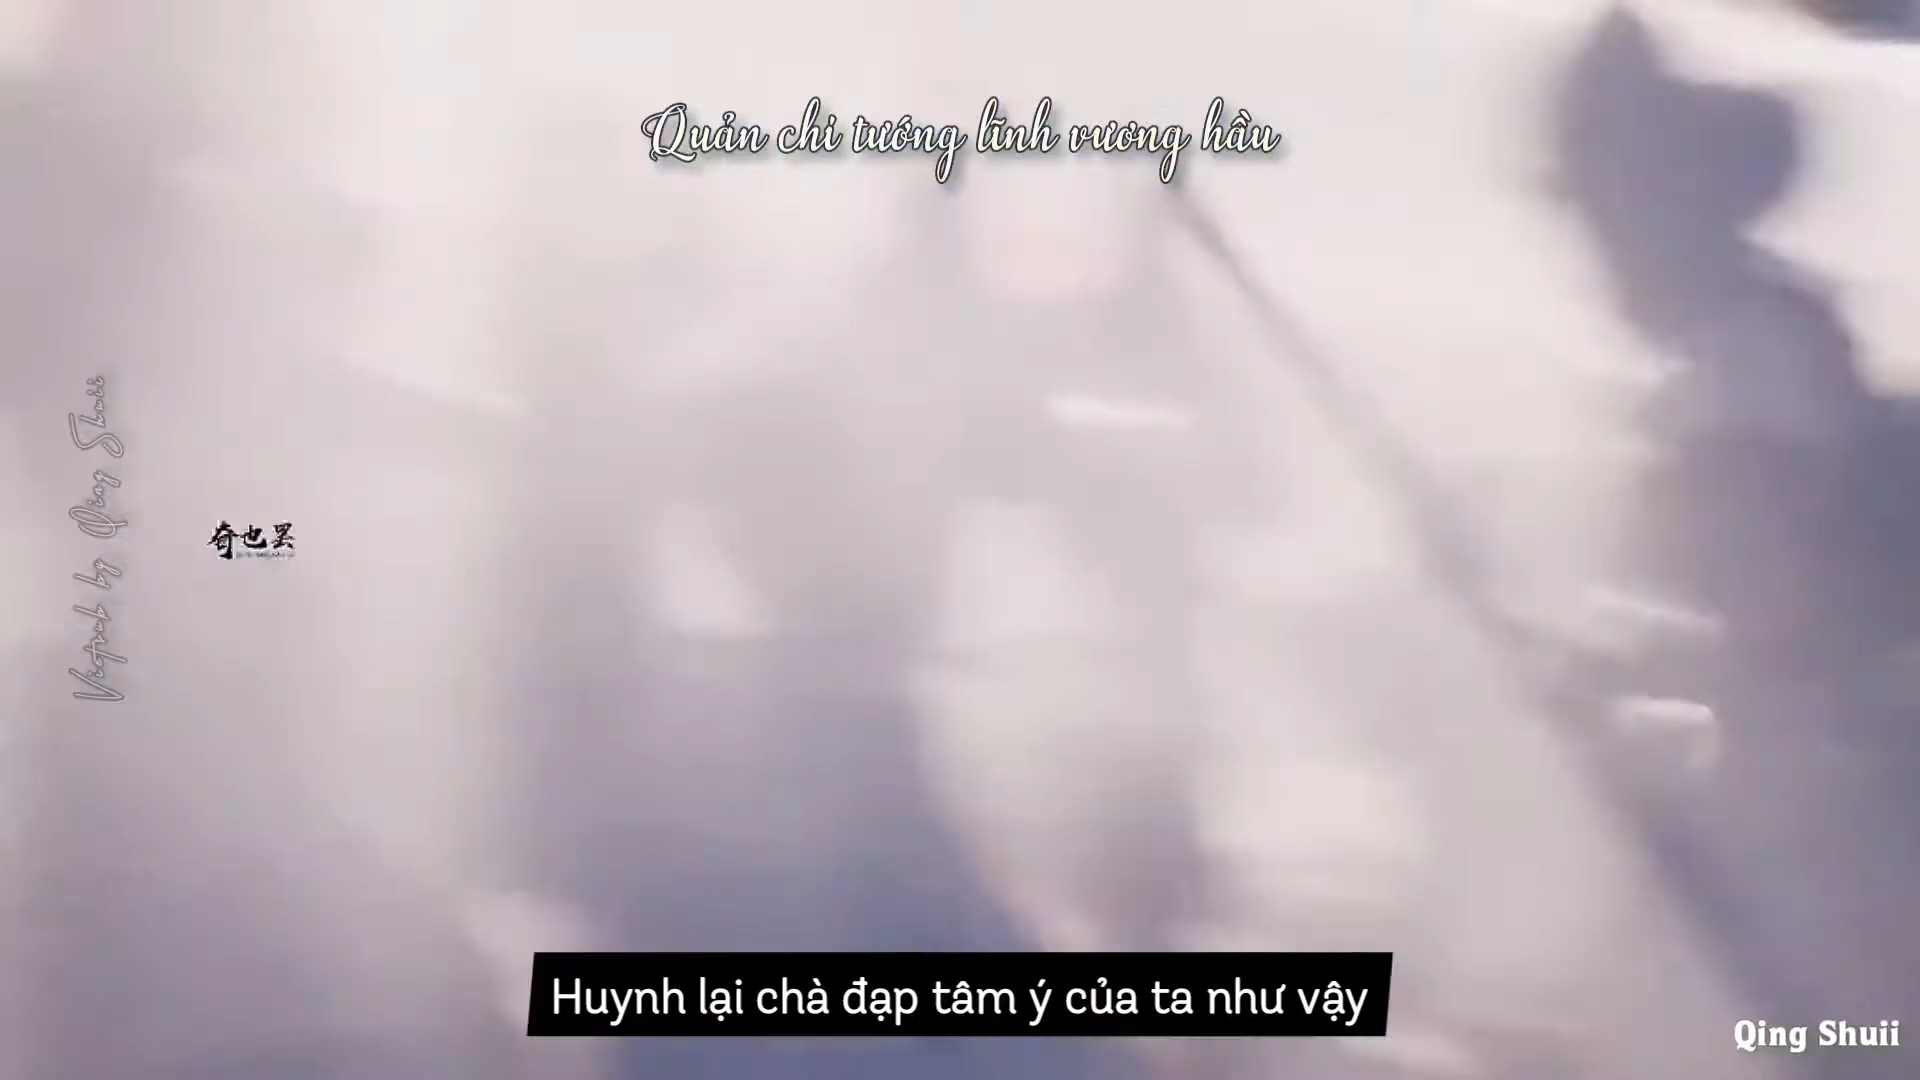 Quản chi tướng lĩnh vương hầu
Vietsub by Qing Shuii
奇也罢
Huynh lại chà đạp tâm ý của ta như vậy
Qing Shuii